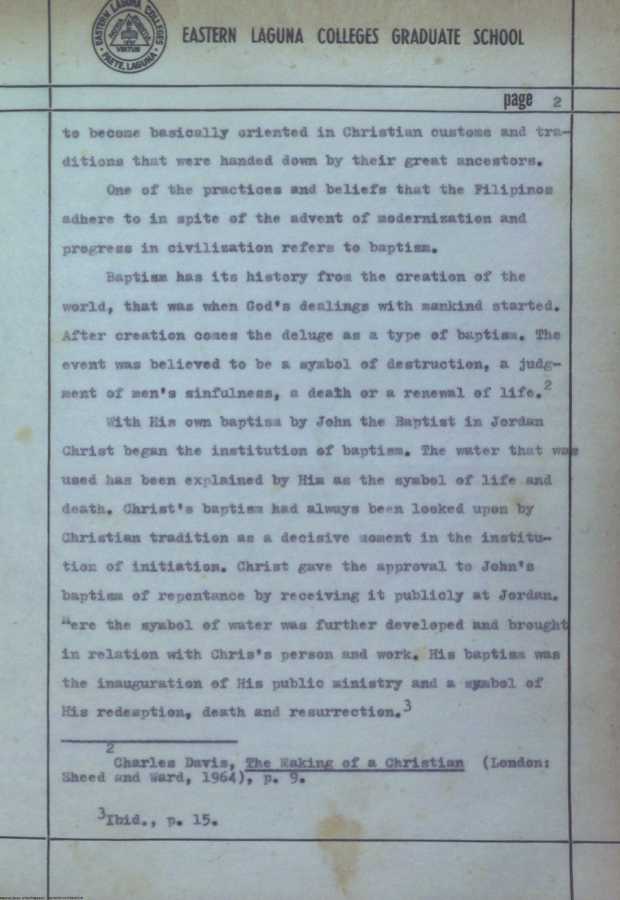 EASTERN LAGUNA COLLEGES
VIRTUS
PAETE, LAGUNA
EASTERN LAGUNA COLLEGES GRADUATE SCHOOL
page 2
to become basically oriented in Christian customs and tra-
ditions that were handed down by their great ancestors.
One of the practices and beliefs that the Filipinos
adhere to in spite of the advent of modernization and
progress in civilization refers to baptism.
Baptism has its history from the creation of the
world, that was when God's dealings with mankind started.
After creation comes the deluge as a type of baptism. The
event was believed to be a symbol of destruction, a judg-
ment of men's sinfulness, a death or a renewal of life.2
With His own baptism by John the Baptist in Jordan
Christ began the institution of baptism. The water that was
used has been explained by Him as the symbol of life and
death. Christ's baptism had always been looked upon by
Christian tradition as a decisive moment in the institu-
tion of initiation. Christ gave the approval to John's
baptism of repentance by receiving it publicly at Jordan.
"ere the symbol of water was further developed and brought
in relation with Chris's person and work. His baptism was
the inauguration of His public ministry and a symbol of
His redemption, death and resurrection.3
2
Charles Davis, The Making of a Christian (London:
Sheed and Ward, 1964), p. 9.
3Ibid., p. 15.